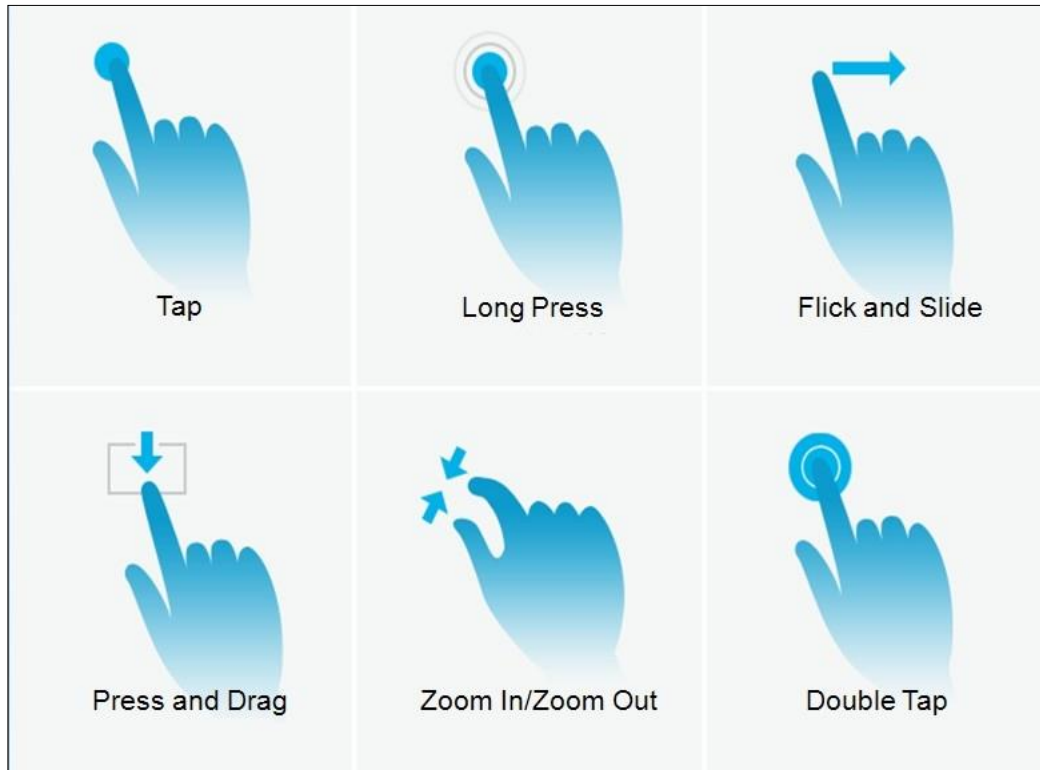 Tap
Long Press
Flick and Slide
Press and Drag
Zoom In/Zoom Out
Double Tap